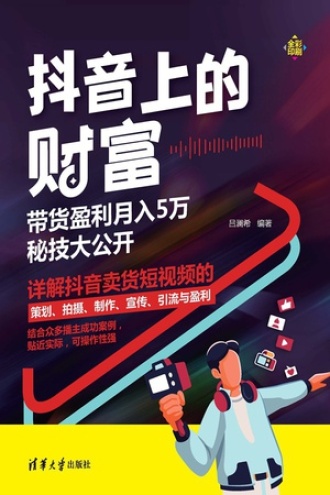 全彩
印刷
抖音上的
财富
带货盈利月入5万
秘技大公开
吕澜希 编著
详解抖音卖货短视频的
策划、拍摄、制作、宣传、引流与盈利
结合众多播主成功案例，
贴近实际，可操作性强
清华大学出版社